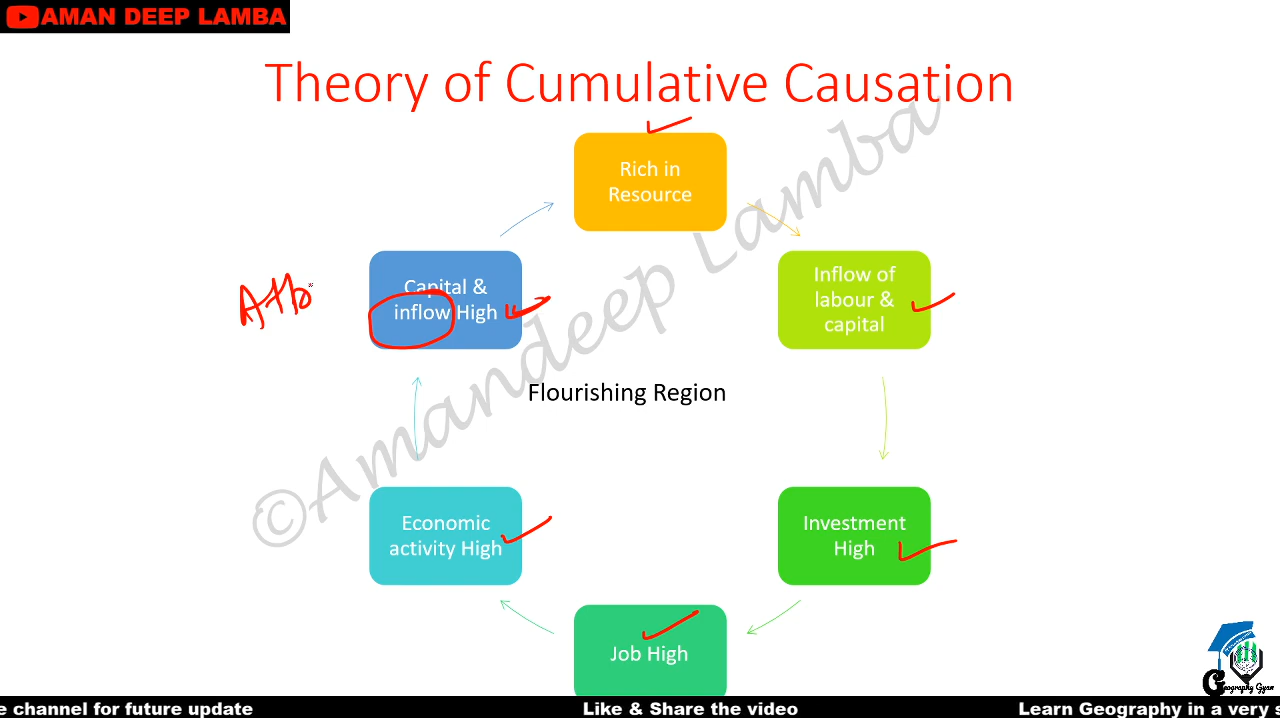 AMAN DEEP LAMBA
Theory of Cumulative Causation
Rich in
Resource
Capital &
inflow High
Inflow of
labour &
capital
Flourishing Region
Economic
activity High
Investment
High
Job High
©Amandeep Lamba
Geography Gyan
e channel for future update
Like & Share the video
Learn Geography in a very s